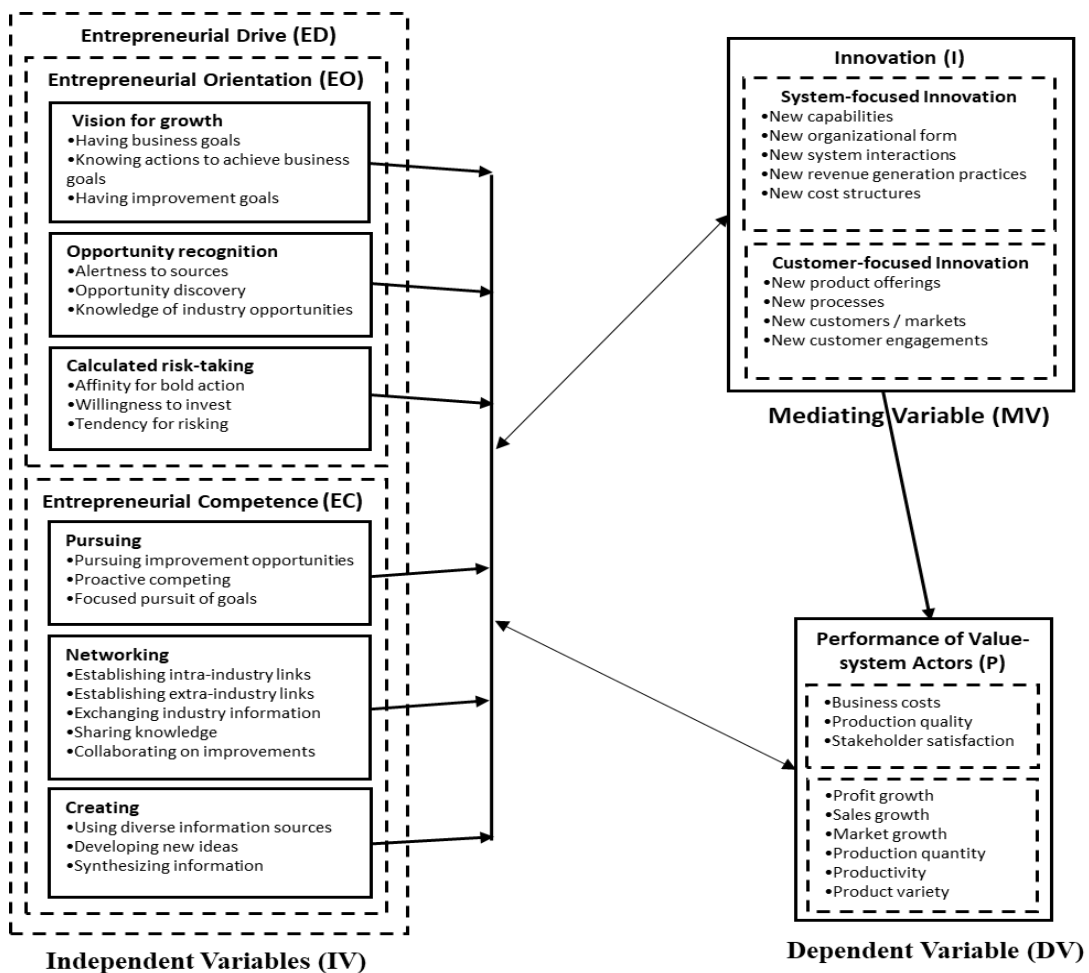 Entrepreneurial Drive (ED)
Entrepreneurial Orientation (EO)
Vision for growth
•Having business goals
•Knowing actions to achieve business
goals
•Having improvement goals
Opportunity recognition
•Alertness to sources
•Opportunity discovery
•Knowledge of industry opportunities
Calculated risk-taking
•Affinity for bold action
•Willingness to invest
•Tendency for risking
Entrepreneurial Competence (EC)
Pursuing
•Pursuing improvement opportunities
•Proactive competing
•Focused pursuit of goals
Networking
•Establishing intra-industry links
•Establishing extra-industry links
•Exchanging industry information
•Sharing knowledge
•Collaborating on improvements
Creating
•Using diverse information sources
•Developing new ideas
•Synthesizing information
Independent Variables (IV)
Innovation (I)
System-focused Innovation
•New capabilities
•New organizational form
•New system interactions
•New revenue generation practices
•New cost structures
Customer-focused Innovation
•New product offerings
•New processes
•New customers / markets
•New customer engagements
Mediating Variable (MV)
Performance of Value-
system Actors (P)
•Business costs
•Production quality
•Stakeholder satisfaction
•Profit growth
•Sales growth
•Market growth
•Production quantity
•Productivity
•Product variety
Dependent Variable (DV)